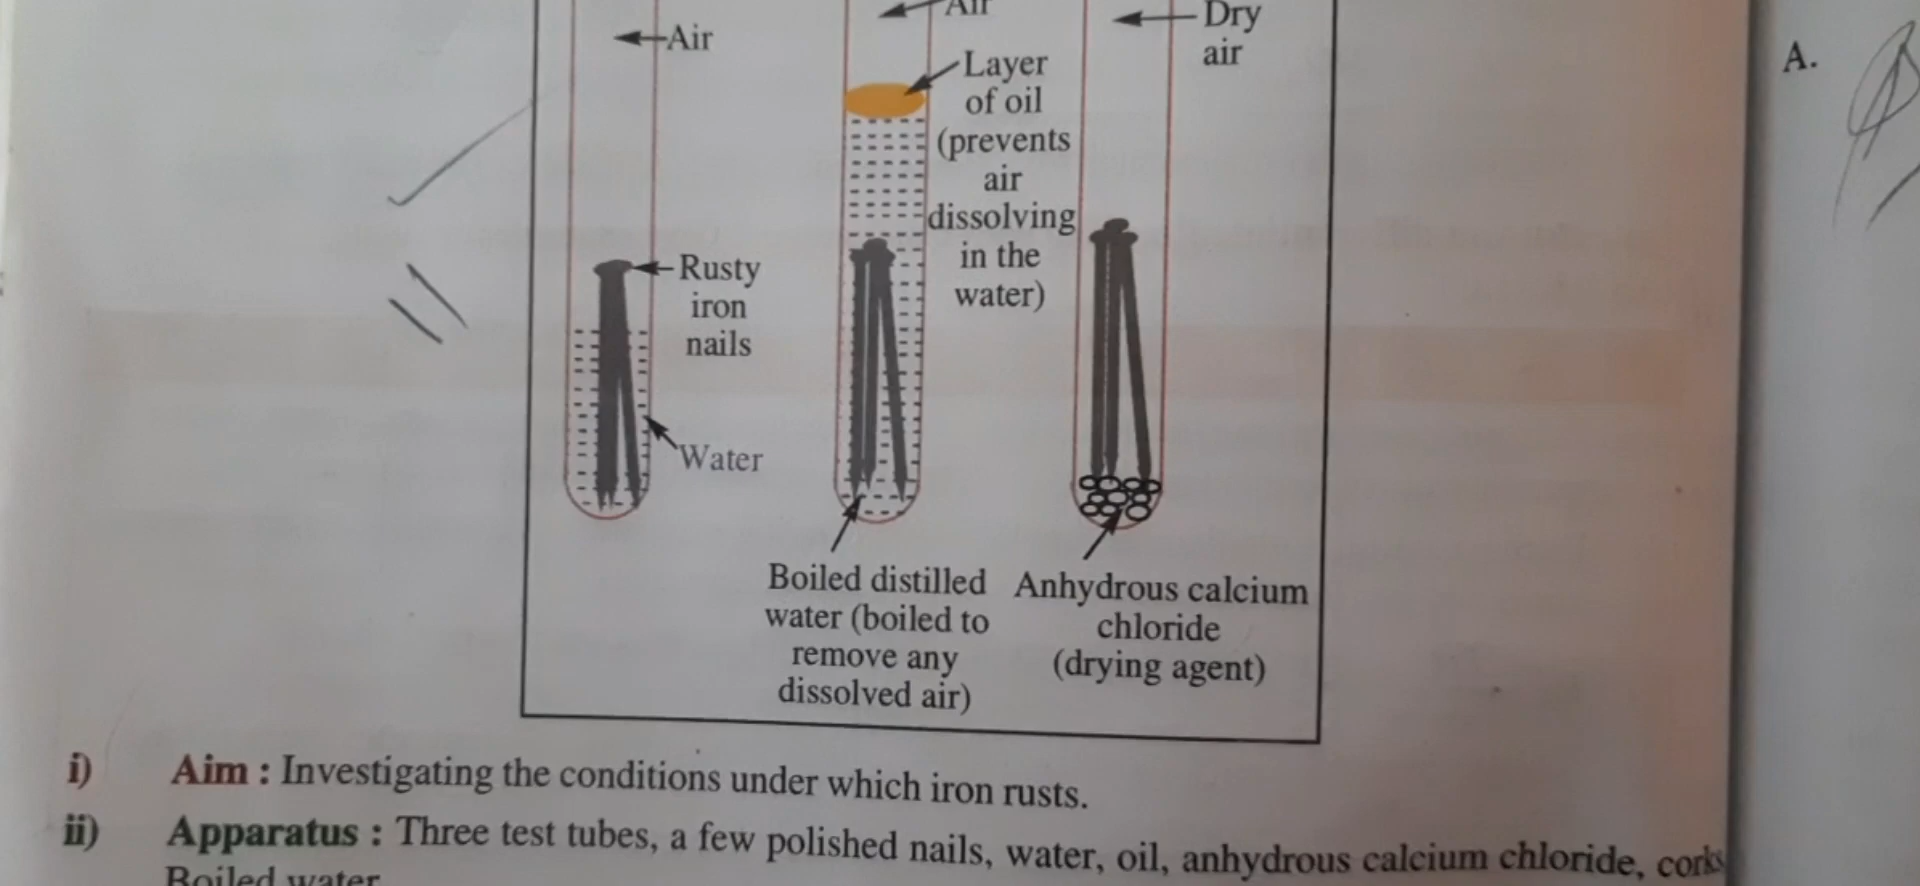 Air
Air
Dry
air
A.
Layer
of oil
(prevents
air
dissolving
in the
water)
Rusty
iron
nails
Water
Boiled distilled
water (boiled to
remove any
dissolved air)
Anhydrous calcium
chloride
(drying agent)
i) Aim : Investigating the conditions under which iron rusts.
ii) Apparatus : Three test tubes, a few polished nails, water, oil, anhydrous calcium chloride, corks
Boiled water